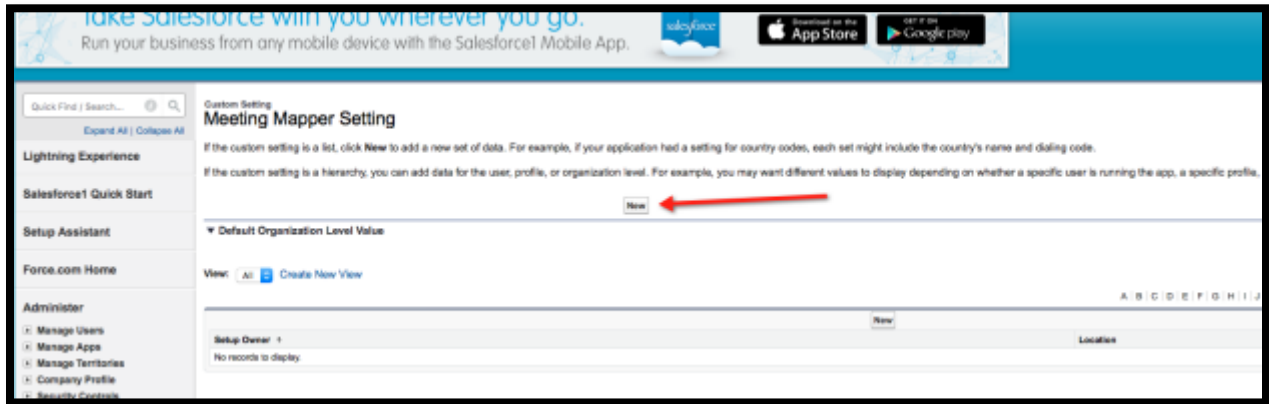 Take Salesforce with you wherever you go.
Run your business from any mobile device with the Salesforce1 Mobile App.
salesforce
Download on the
App Store
GET IT ON
Google play
Quick Find / Search...
Expand All | Collapse All
Lightning Experience
Salesforce1 Quick Start
Setup Assistant
Force.com Home
Administer
Manage Users
Manage Apps
Manage Territories
Company Profile
Security Controls
Custom Setting
Meeting Mapper Setting
If the custom setting is a list, click New to add a new set of data. For example, if your application had a setting for country codes, each set might include the country's name and dialing code.
If the custom setting is a hierarchy, you can add data for the user, profile, or organization level. For example, you may want different values to display depending on whether a specific user is running the app, a specific profile,
New
Default Organization Level Value
View: All Create New View
A | B | C | D | E | F | G | H | I | J
New
Setup Owner ↑ Location
No records to display.